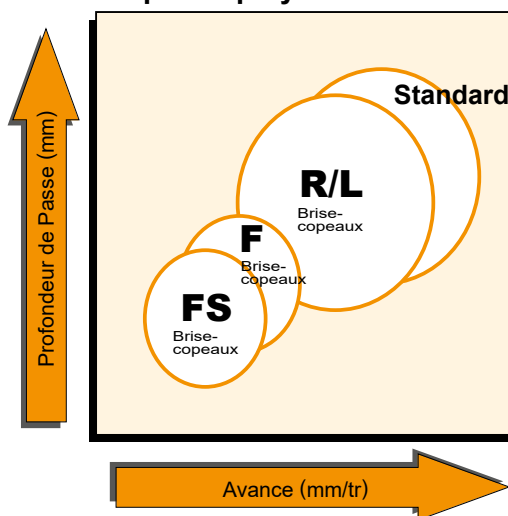 Profondeur de Passe (mm)
Standard
R/L
Brise-
copeaux
F
Brise-
copeaux
FS
Brise-
copeaux
Avance (mm/tr)